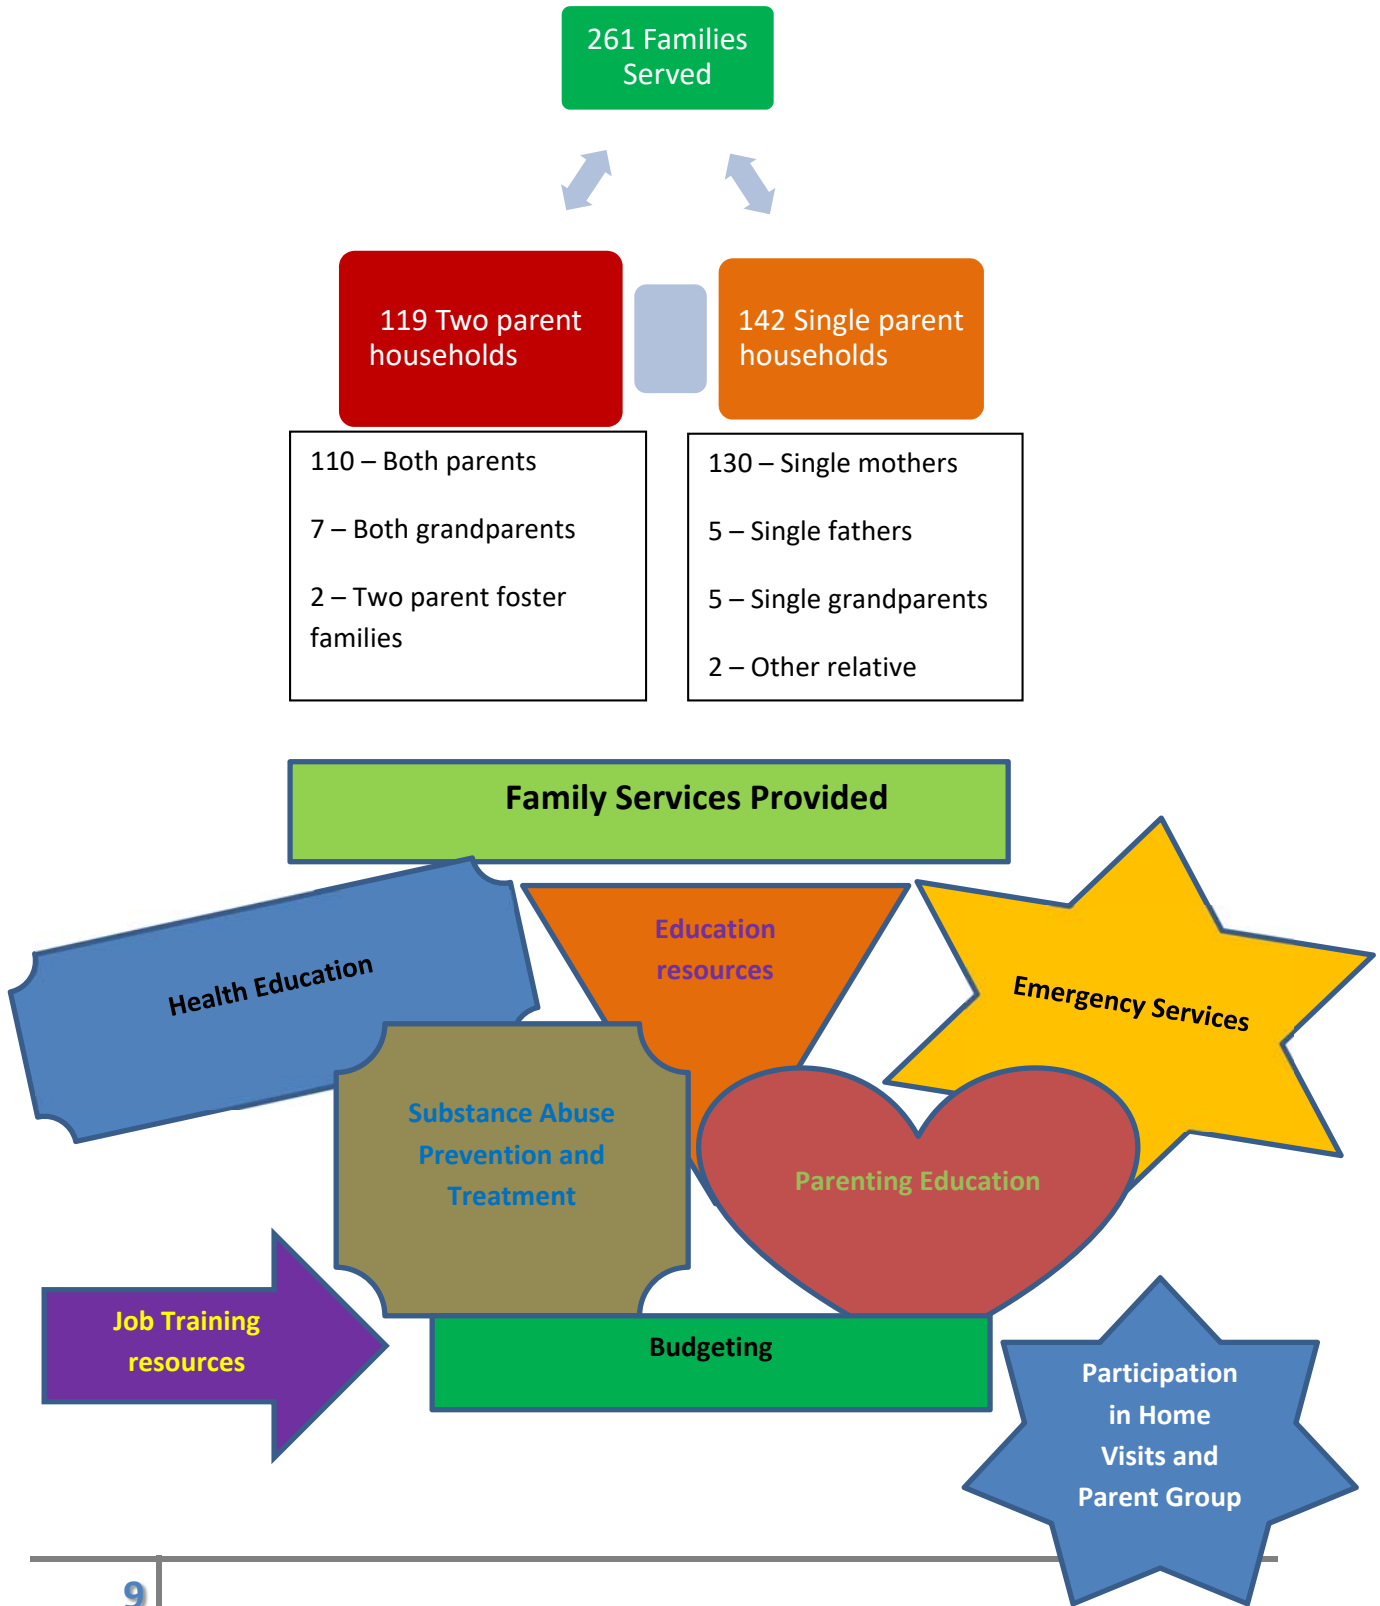 261 Families
Served
119 Two parent
households
142 Single parent
households
110 – Both parents
7 – Both grandparents
2 – Two parent foster
families
130 – Single mothers
5 – Single fathers
5 – Single grandparents
2 – Other relative
Family Services Provided
Health Education
Education
resources
Emergency Services
Substance Abuse
Prevention and
Treatment
Parenting Education
Job Training
resources
Budgeting
Participation
in Home
Visits and
Parent Group
9